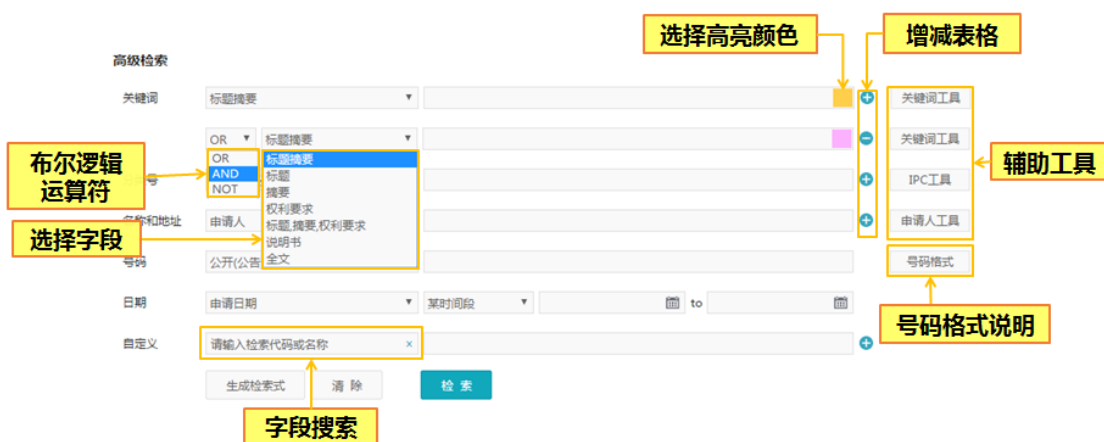 选择高亮颜色
增减表格
高级检索
关键词
标题摘要
关键词工具
OR
标题摘要
关键词工具
布尔逻辑
运算符
OR
AND
NOT
标题摘要
标题
摘要
权利要求
标题,摘要,权利要求
说明书
全文
号
IPC工具
辅助工具
名称和地址
申请人
申请人工具
选择字段
号码
公开(公告
号码格式
日期
申请日期
某时间段
to
号码格式说明
自定义
请输入检索代码或名称
×
生成检索式
清 除
检 索
字段搜索